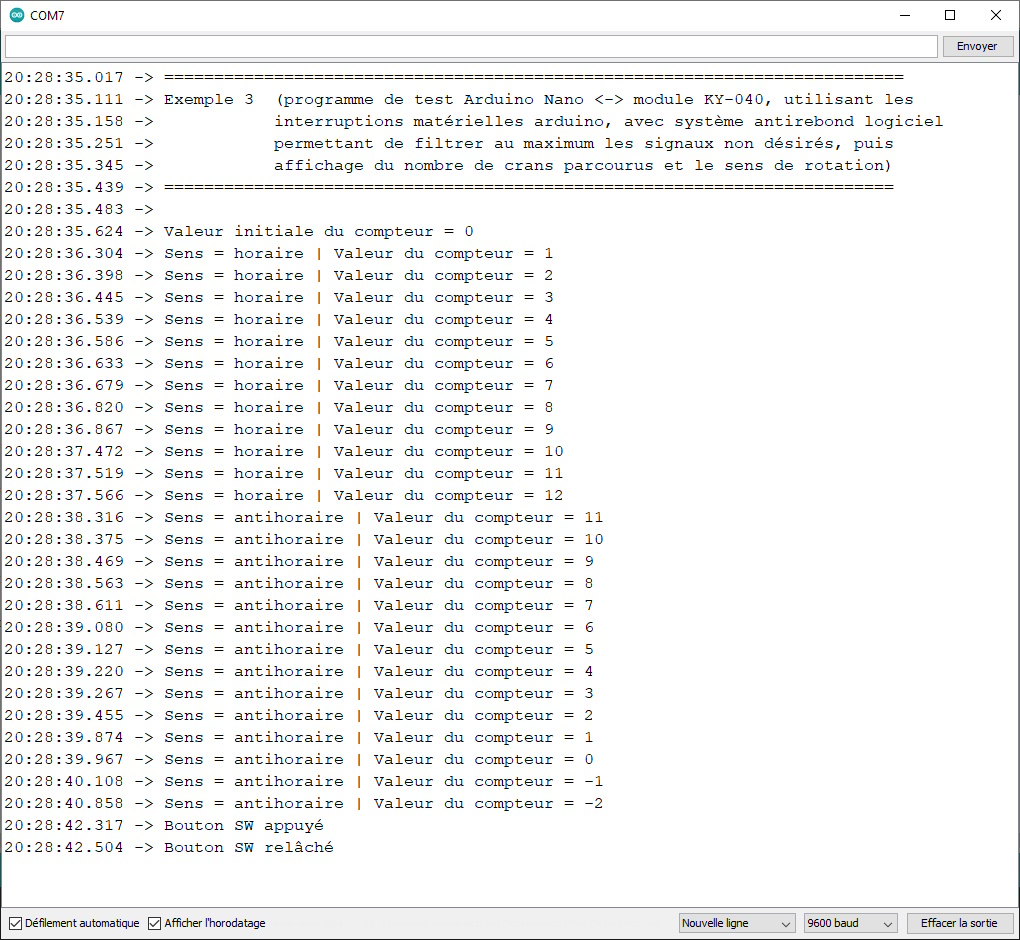 COM7
Envoyer
20:28:35.017 -> ==========================================================================
20:28:35.111 -> Exemple 3  (programme de test Arduino Nano <-> module KY-040, utilisant les
20:28:35.158 ->            interruptions matérielles arduino, avec système antirebond logiciel
20:28:35.251 ->            permettant de filtrer au maximum les signaux non désirés, puis
20:28:35.345 ->            affichage du nombre de crans parcourus et le sens de rotation)
20:28:35.439 -> =========================================================================
20:28:35.483 ->
20:28:35.624 -> Valeur initiale du compteur = 0
20:28:36.304 -> Sens = horaire | Valeur du compteur = 1
20:28:36.398 -> Sens = horaire | Valeur du compteur = 2
20:28:36.445 -> Sens = horaire | Valeur du compteur = 3
20:28:36.539 -> Sens = horaire | Valeur du compteur = 4
20:28:36.586 -> Sens = horaire | Valeur du compteur = 5
20:28:36.633 -> Sens = horaire | Valeur du compteur = 6
20:28:36.679 -> Sens = horaire | Valeur du compteur = 7
20:28:36.820 -> Sens = horaire | Valeur du compteur = 8
20:28:36.867 -> Sens = horaire | Valeur du compteur = 9
20:28:37.472 -> Sens = horaire | Valeur du compteur = 10
20:28:37.519 -> Sens = horaire | Valeur du compteur = 11
20:28:37.566 -> Sens = horaire | Valeur du compteur = 12
20:28:38.316 -> Sens = antihoraire | Valeur du compteur = 11
20:28:38.375 -> Sens = antihoraire | Valeur du compteur = 10
20:28:38.469 -> Sens = antihoraire | Valeur du compteur = 9
20:28:38.563 -> Sens = antihoraire | Valeur du compteur = 8
20:28:38.611 -> Sens = antihoraire | Valeur du compteur = 7
20:28:39.080 -> Sens = antihoraire | Valeur du compteur = 6
20:28:39.127 -> Sens = antihoraire | Valeur du compteur = 5
20:28:39.220 -> Sens = antihoraire | Valeur du compteur = 4
20:28:39.267 -> Sens = antihoraire | Valeur du compteur = 3
20:28:39.455 -> Sens = antihoraire | Valeur du compteur = 2
20:28:39.874 -> Sens = antihoraire | Valeur du compteur = 1
20:28:39.967 -> Sens = antihoraire | Valeur du compteur = 0
20:28:40.108 -> Sens = antihoraire | Valeur du compteur = -1
20:28:40.858 -> Sens = antihoraire | Valeur du compteur = -2
20:28:42.317 -> Bouton SW appuyé
20:28:42.504 -> Bouton SW relâché
Défilement automatique Afficher l'horodatage Nouvelle ligne 9600 baud Effacer la sortie